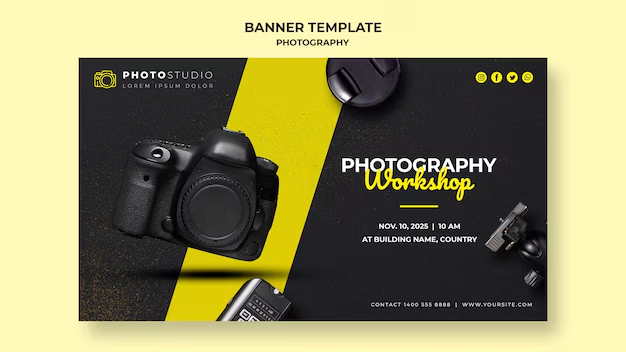 BANNER TEMPLATE
PHOTOGRAPHY
PHOTOSTUDIO
LOREM IPSUM DOLOR
PHOTOGRAPHY
Workshop
NOV. 10, 2025 | 10 AM
AT BUILDING NAME, COUNTRY
CONTACT 1400 555 8888 > WWW.YOURSITE.COM